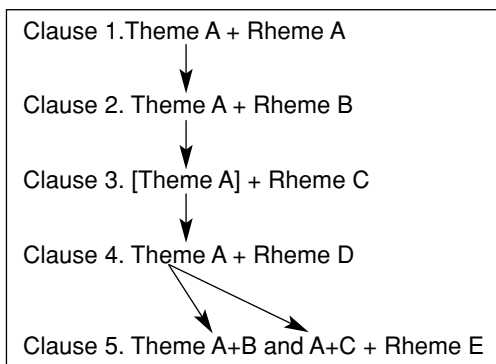 Clause 1.Theme A + Rheme A
Clause 2. Theme A + Rheme B
Clause 3. [Theme A] + Rheme C
Clause 4. Theme A + Rheme D
Clause 5. Theme A+B and A+C + Rheme E